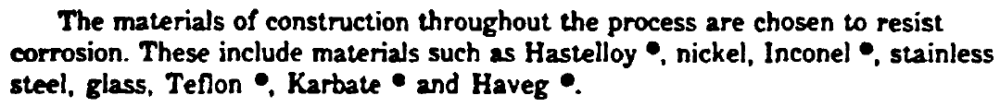 The materials of construction throughout the process are chosen to resist
corrosion. These include materials such as Hastelloy ®, nickel, Inconel ®, stainless
steel, glass, Teflon ®, Karbate ® and Haveg ®.